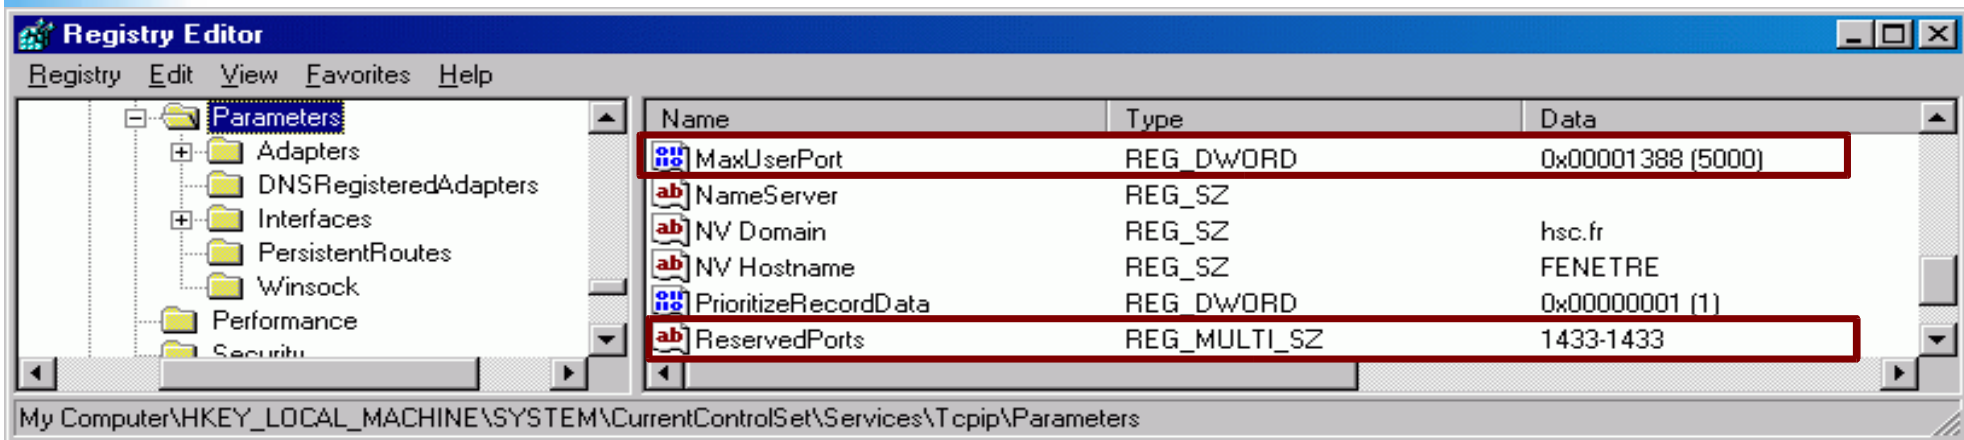 Registry Editor
Registry Edit View Favorites Help
Parameters
Adapters
DNSRegisteredAdapters
Interfaces
PersistentRoutes
Winsock
Performance
Security
Name Type Data
MaxUserPort REG_DWORD 0x00001388 (5000)
NameServer REG_SZ
NV Domain REG_SZ hsc.fr
NV Hostname REG_SZ FENETRE
PrioritizeRecordData REG_DWORD 0x00000001 (1)
ReservedPorts REG_MULTI_SZ 1433-1433
My Computer\HKEY_LOCAL_MACHINE\SYSTEM\CurrentControlSet\Services\Tcpip\Parameters